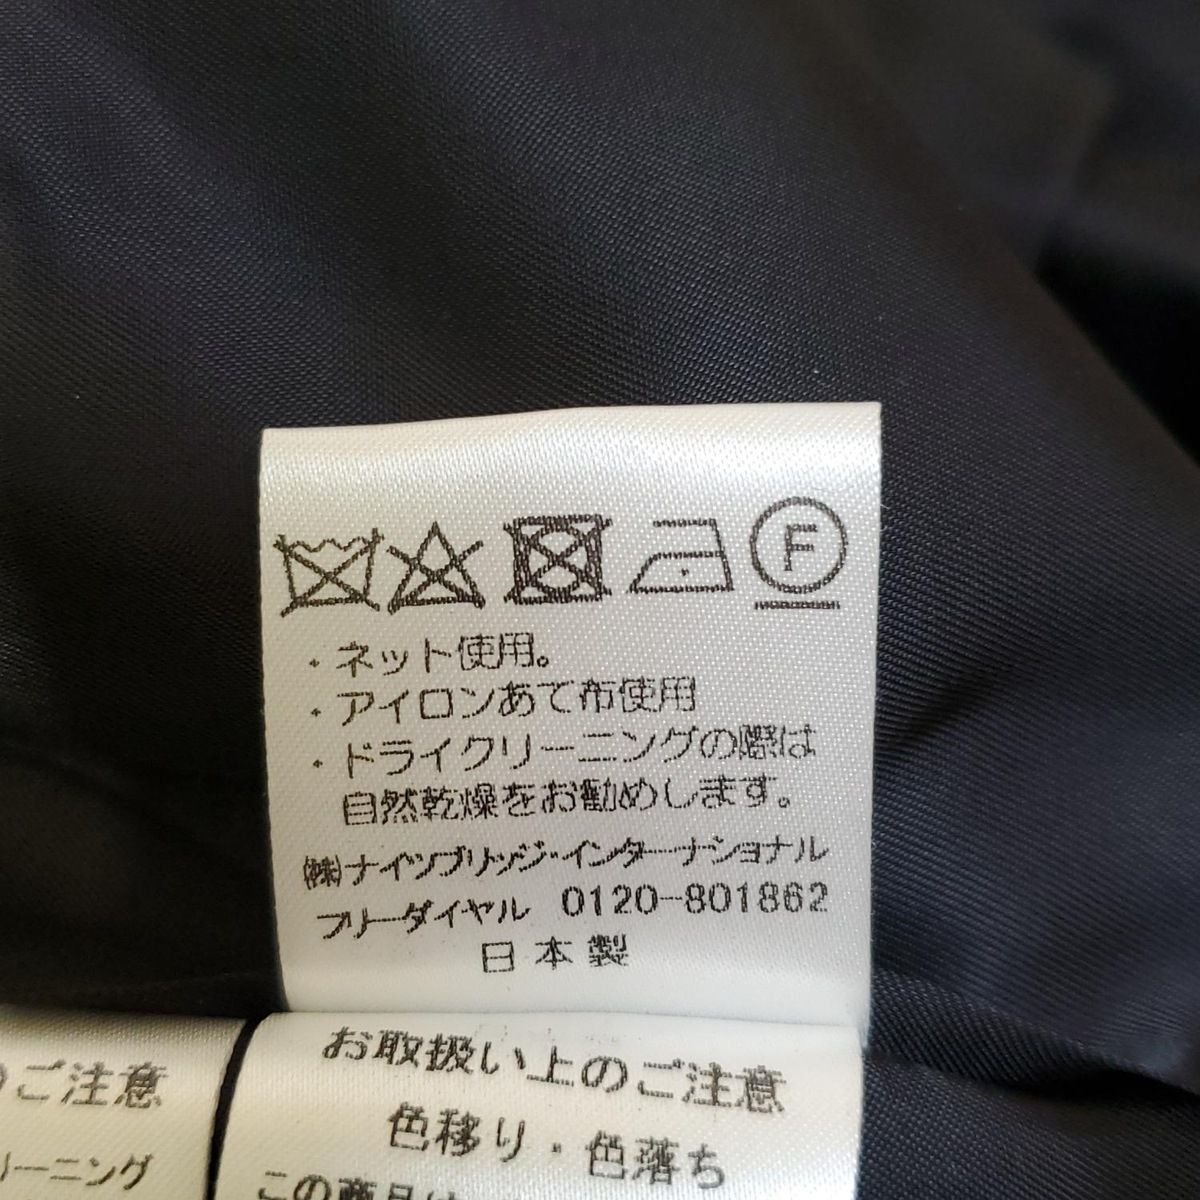 F
・ネット使用。
・アイロンあて布使用
・ドライクリーニングの際は
自然乾燥をお勧めします。
(株)ナイツブリッジ・インターナショナル
フリーダイヤル 0120-801862
日本製
お取扱い上のご注意
色移り・色落ち
この商品は
のご注意
リーニング